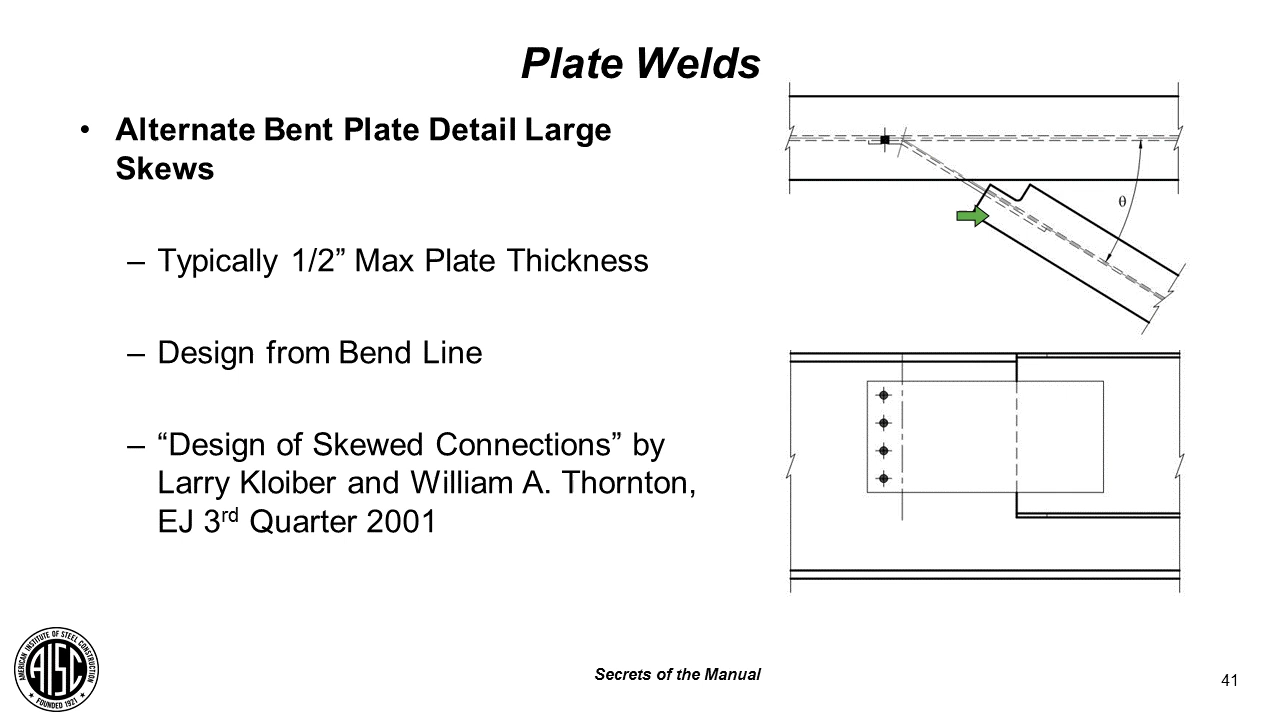 Plate Welds
• Alternate Bent Plate Detail Large
Skews
– Typically 1/2” Max Plate Thickness
– Design from Bend Line
– “Design of Skewed Connections” by
Larry Kloiber and William A. Thornton,
EJ 3rd Quarter 2001
θ
AMERICAN INSTITUTE OF STEEL CONSTRUCTION
AISC
FOUNDED 1921
Secrets of the Manual
41